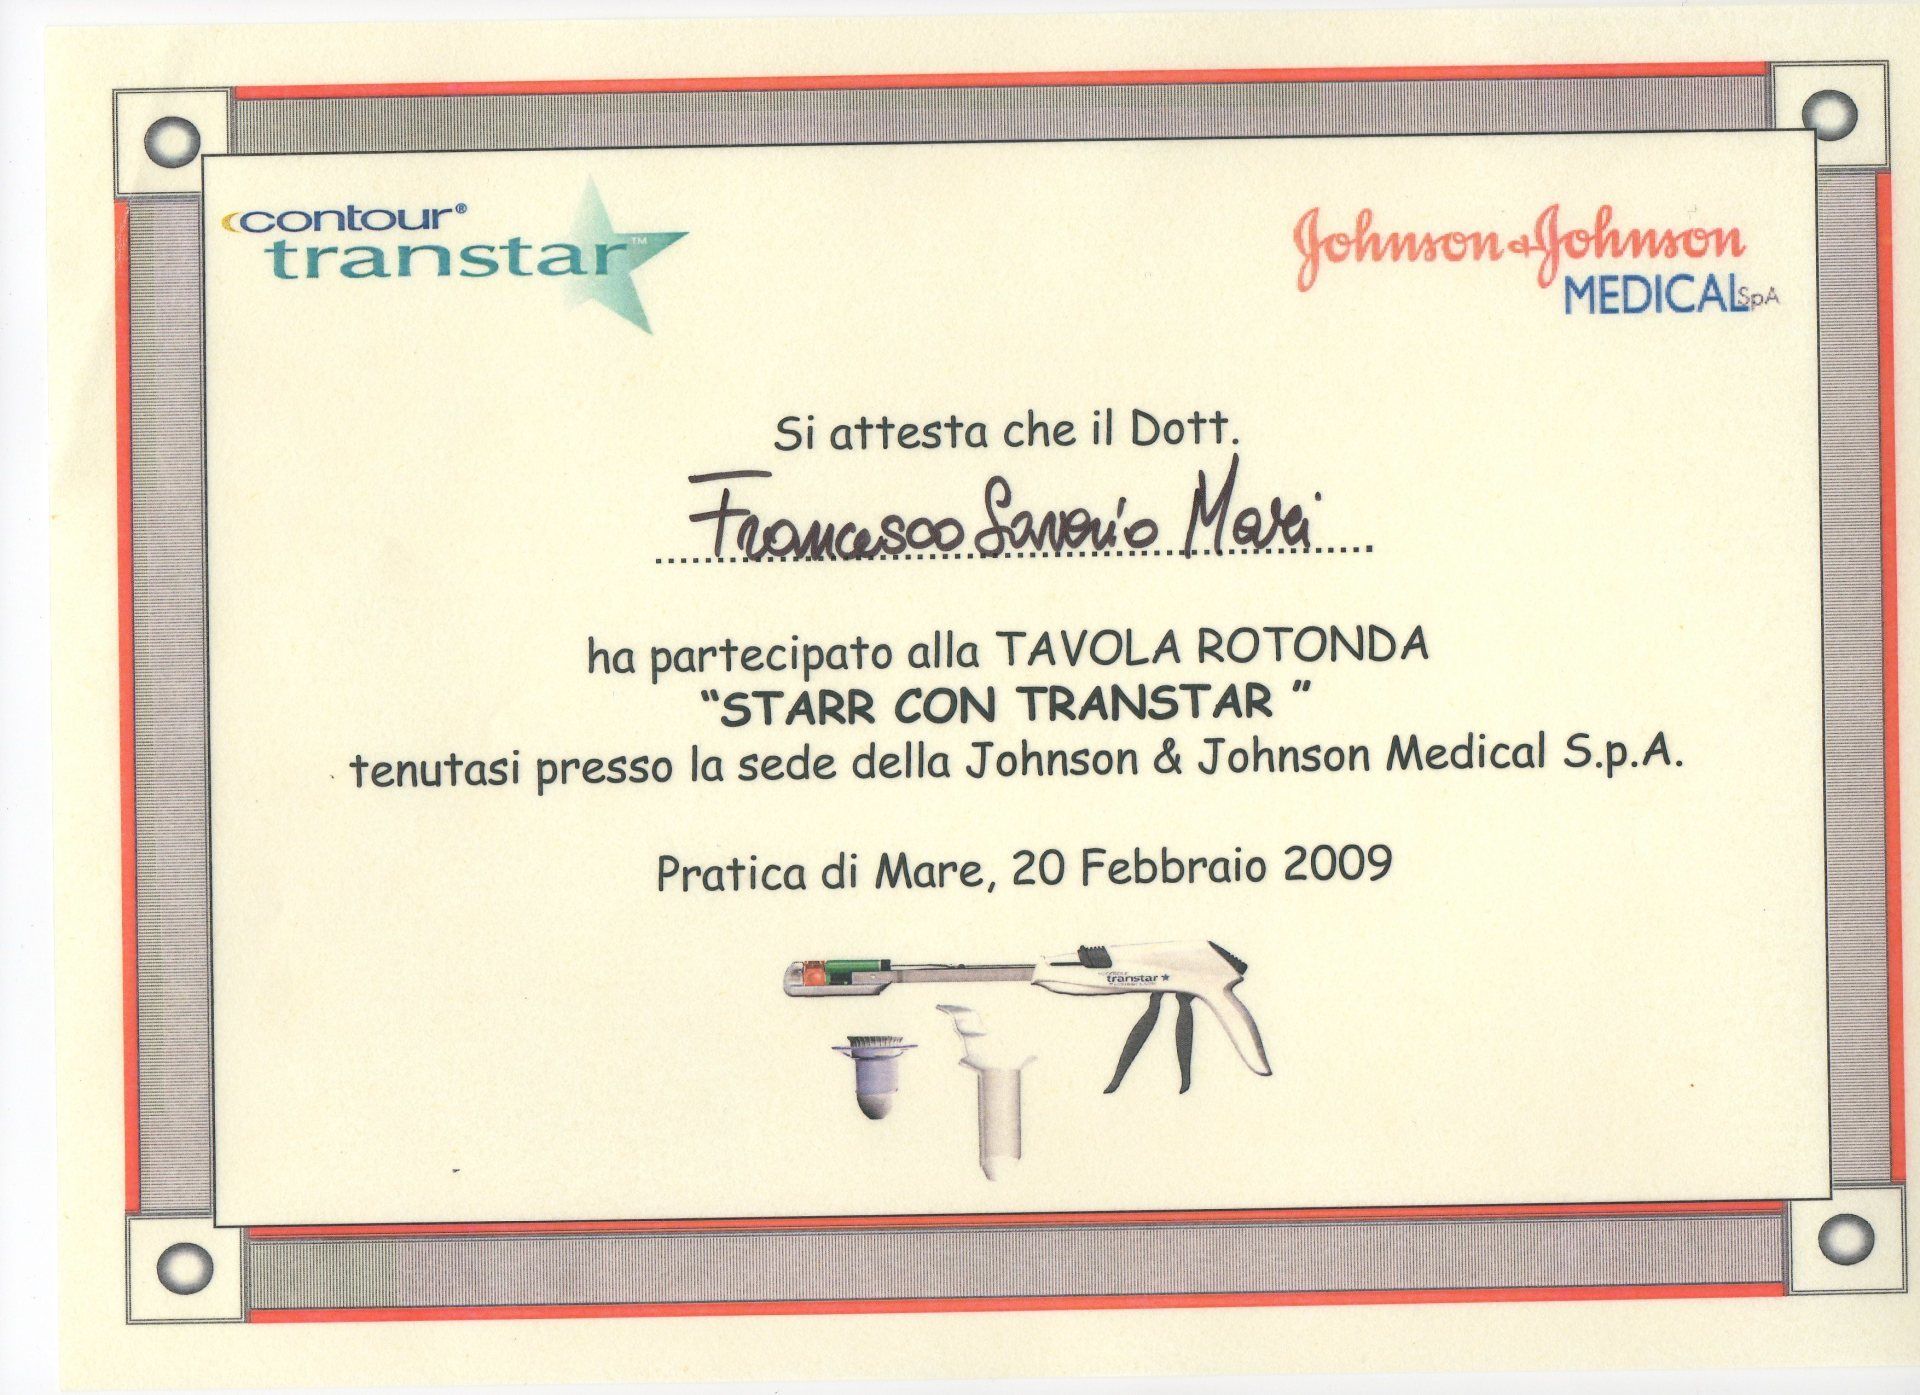 contour®
transtar™
Johnson & Johnson
MEDICAL SpA
Si attesta che il Dott.
Francesco Saverio Mari
ha partecipato alla TAVOLA ROTONDA
“STARR CON TRANSTAR ”
tenutasi presso la sede della Johnson & Johnson Medical S.p.A.
Pratica di Mare, 20 Febbraio 2009
contour
transtar